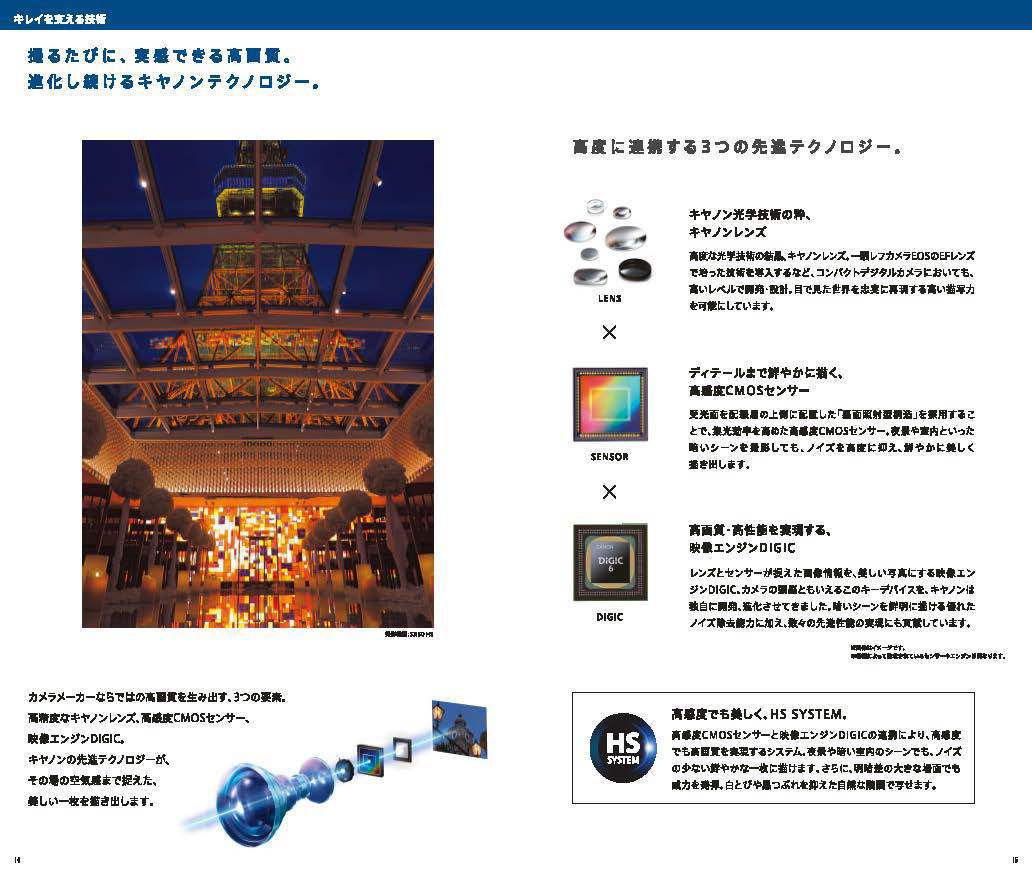 キレイを支える技術
撮るたびに、実感できる高画質。
進化し続けるキヤノンテクノロジー。
カメラメーカーならではの高画質を生み出す、3つの要素。
高精度なキヤノンレンズ、高感度CMOSセンサー、
映像エンジンDIGIC。
キヤノンの先進テクノロジーが、
その場の空気感まで捉えた、
美しい一枚を描き出します。
14
高度に連携する3つの先進テクノロジー。
LENS
キヤノン光学技術の粋、
キヤノンレンズ
高度な光学技術の結晶、キヤノンレンズ。一眼レフカメラEOSのEFレンズ
で培った技術を導入するなど、コンパクトデジタルカメラにおいても、
高いレベルで開発・設計。目で見た世界を忠実に再現する高い描写力
を可能にしています。
×
SENSOR
ディテールまで鮮やかに描く、
高感度CMOSセンサー
受光面を配線層の上側に配置した「裏面照射型構造」を採用するこ
とで、集光効率を高めた高感度CMOSセンサー。夜景や室内といった
暗いシーンを撮影しても、ノイズを高度に抑え、鮮やかに美しく
描き出します。
×
CANON
DIGIC
6
DIGIC
高画質・高性能を実現する、
映像エンジンDIGIC
レンズとセンサーが捉えた画像情報を、美しい写真にする映像エン
ジンDIGIC。カメラの頭脳ともいえるこのキーデバイスを、キヤノンは
独自に開発、進化させてきました。暗いシーンを鮮明に描ける優れた
ノイズ除去能力に加え、数々の先進性能の実現にも貢献しています。
※画像はイメージです。
HS
SYSTEM
高感度でも美しく。HS SYSTEM。
高感度CMOSセンサーと映像エンジンDIGICの連携により、高感度
でも高画質を実現するシステム。夜景や暗い室内のシーンでも、ノイズ
の少ない鮮やかな一枚に描けます。さらに、明暗差の大きな場面でも
威力を発揮。白とびや黒つぶれを抑えた自然な階調で写せます。
15